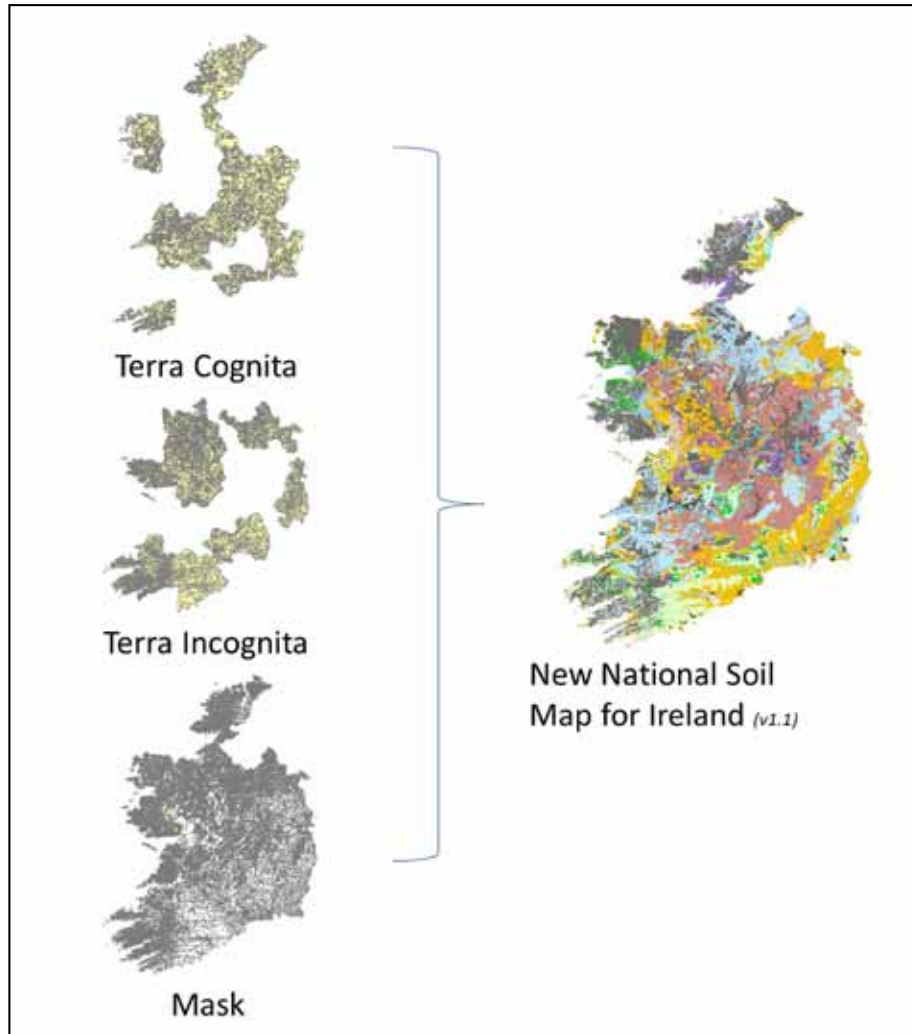 Terra Cognita
Terra Incognita
Mask
New National Soil
Map for Ireland (v1.1)